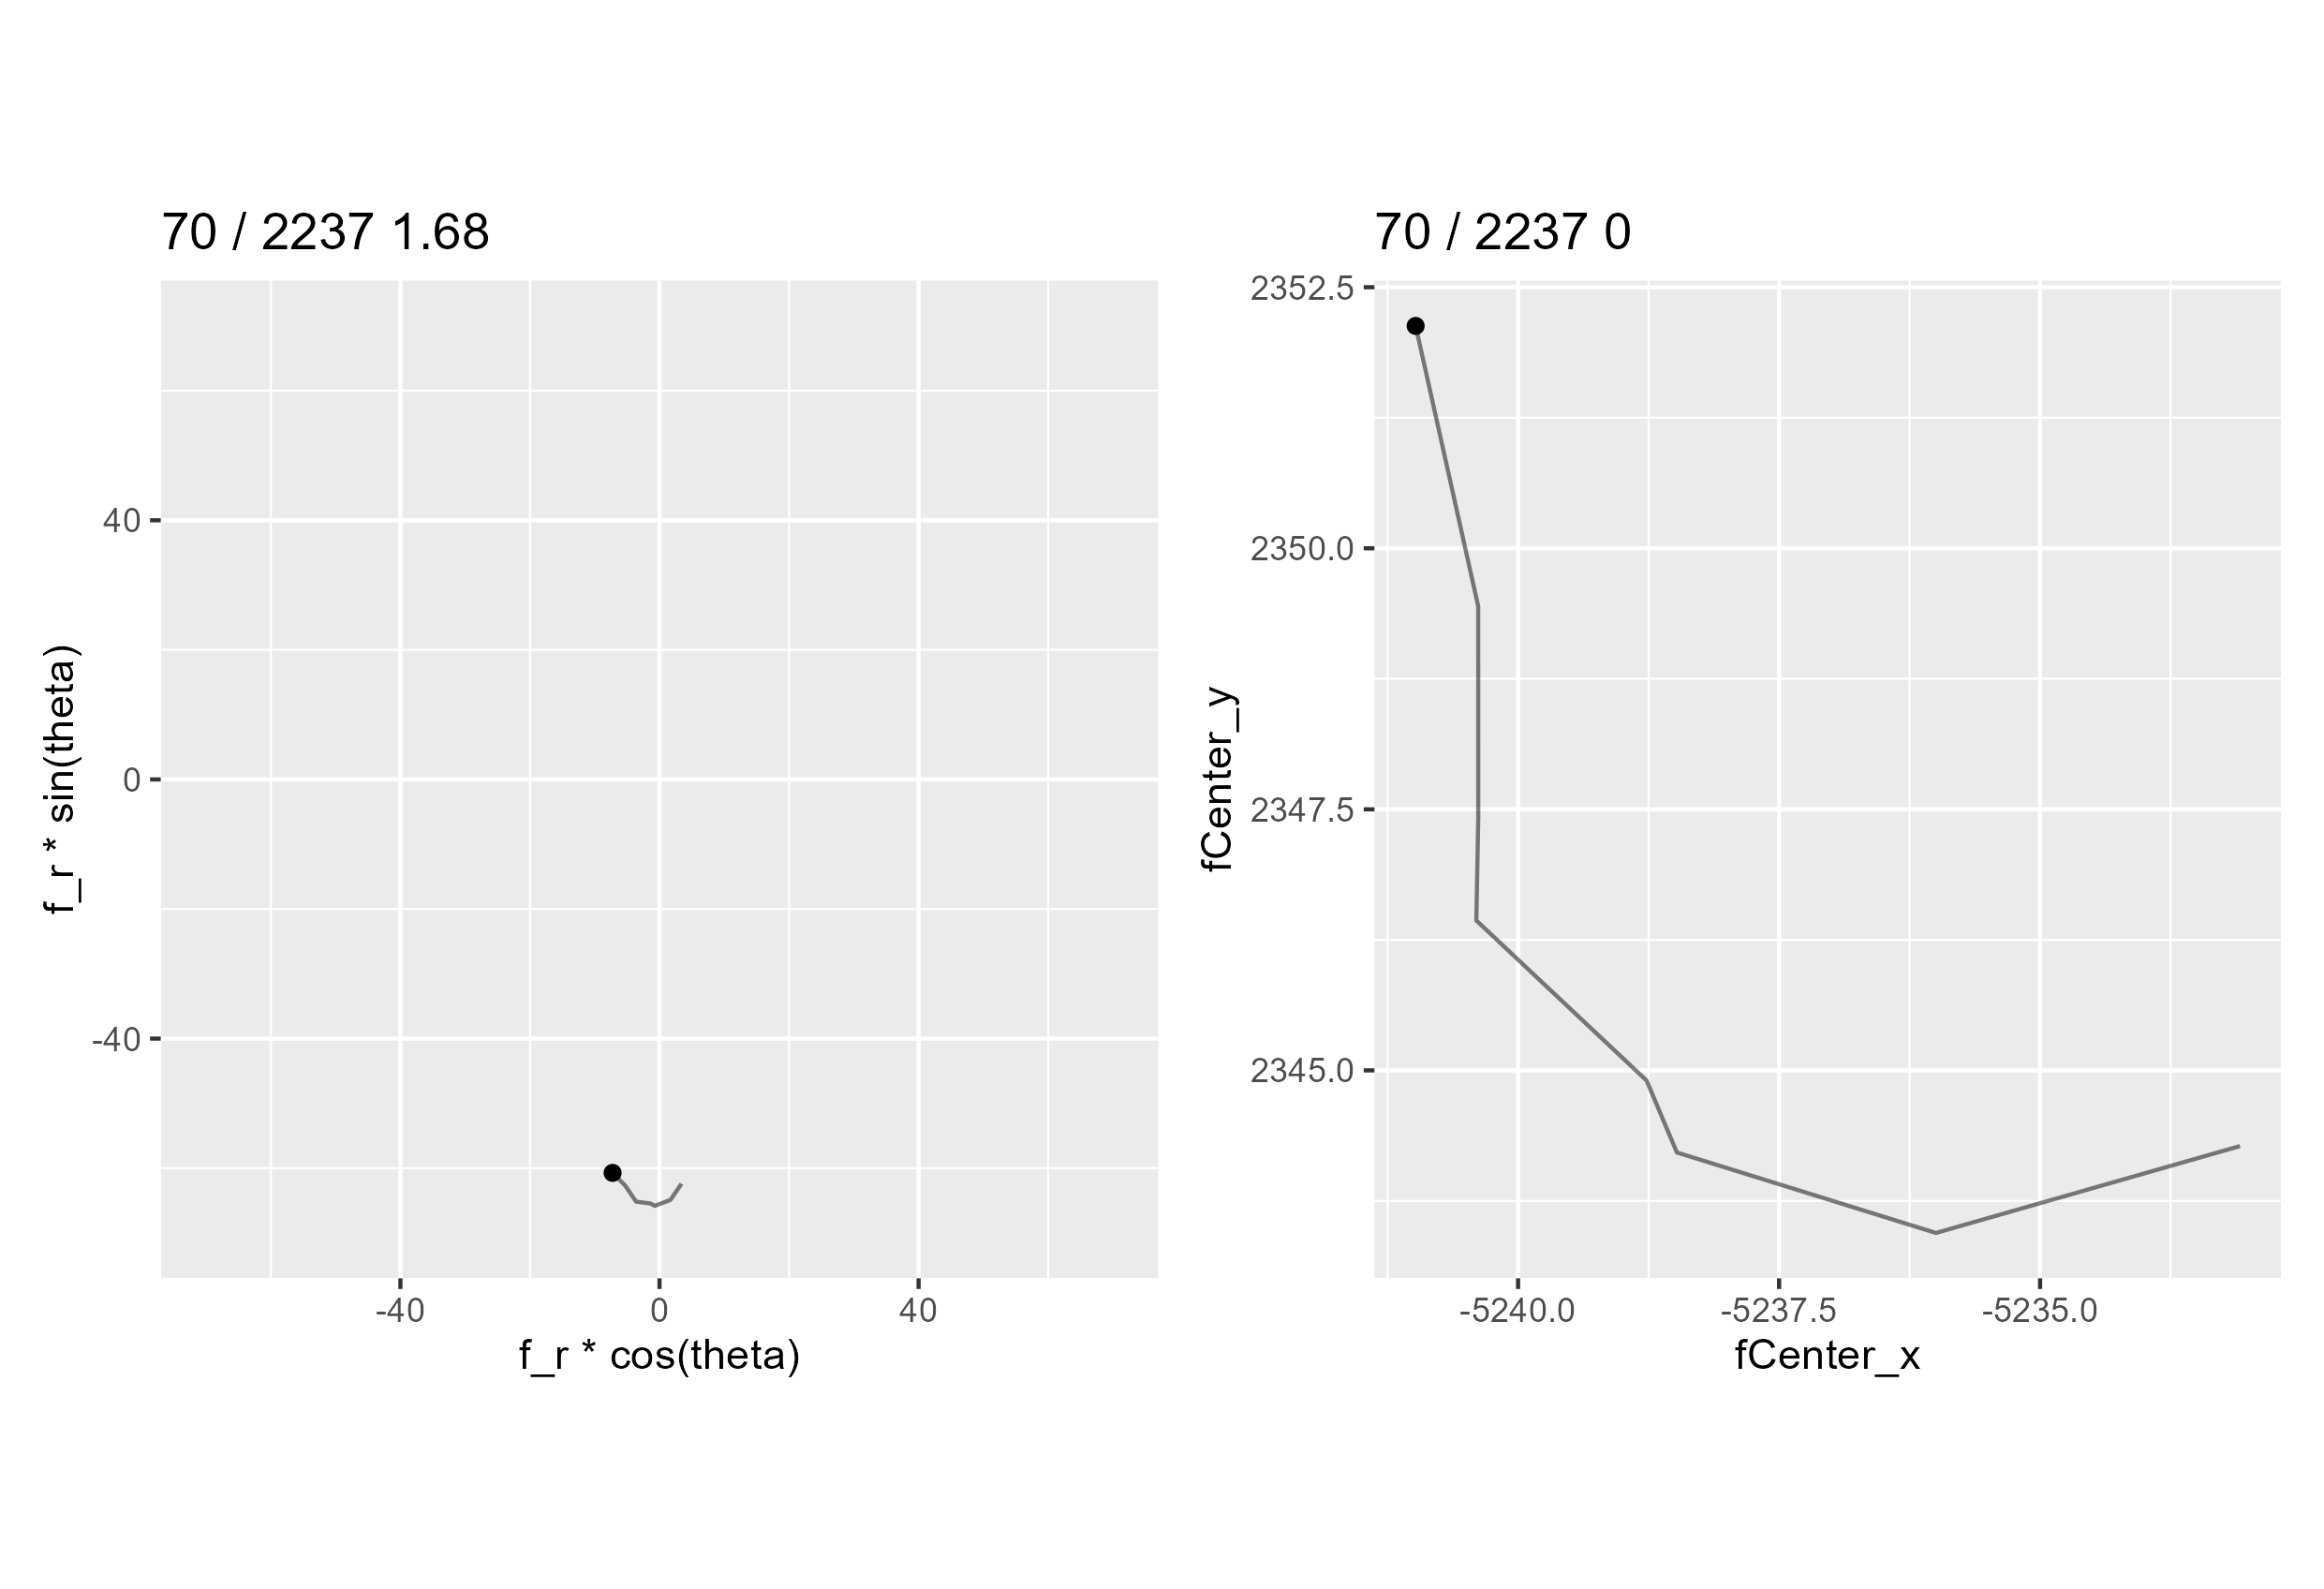 70 / 2237 1.68
40
0
-40
f_r * sin(theta)
-40
0
40
f_r * cos(theta)
70 / 2237 0
2352.5
2350.0
2347.5
2345.0
fCenter_y
-5240.0
-5237.5
-5235.0
fCenter_x